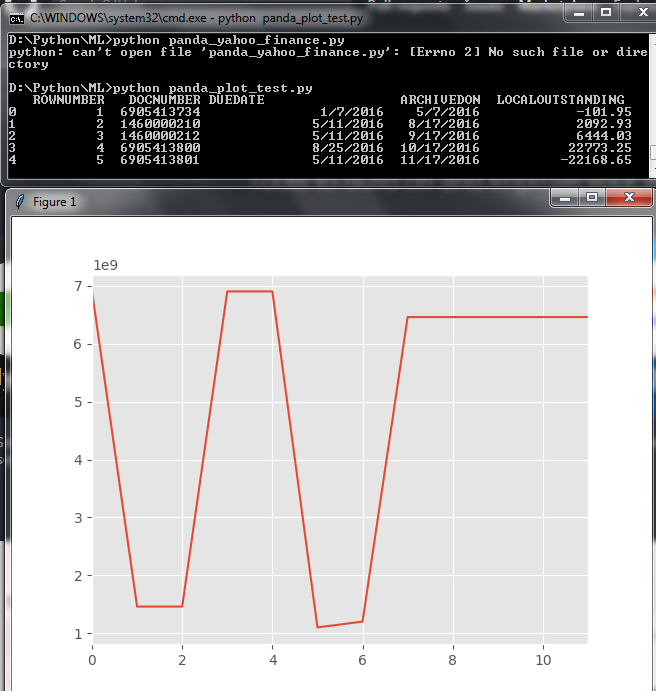 C:\WINDOWS\system32\cmd.exe - python  panda_plot_test.py
D:\Python\ML>python panda_yahoo_finance.py
python: can't open file 'panda_yahoo_finance.py': [Errno 2] No such file or dire
ctory
D:\Python\ML>python panda_plot_test.py
ROWNUMBER DOCNUMBER DUEDATE ARCHIVEDON LOCALOUTSTANDING
0 1 6905413734 1/7/2016 5/7/2016 -101.95
1 2 1460000210 5/11/2016 8/17/2016 2092.93
2 3 1460000212 5/11/2016 9/17/2016 6444.03
3 4 6905413800 8/25/2016 10/17/2016 22773.25
4 5 6905413801 5/11/2016 11/17/2016 -22168.65
Figure 1
1e9
7
6
5
4
3
2
1
0 2 4 6 8 10